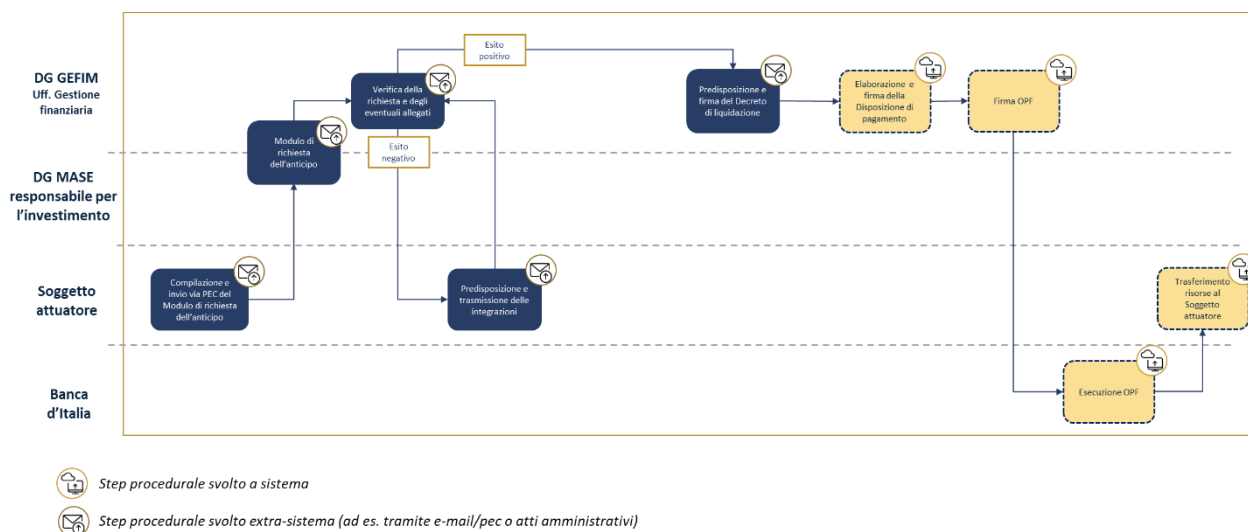 Esito
positivo
DG GEFIM
Uff. Gestione
finanziaria
Verifica della
richiesta e degli
eventuali allegati
Predisposizione e
firma del Decreto
di liquidazione
Elaborazione e
firma della
Disposizione di
pagamento
Firma OPF
Modulo di
richiesta
dell'anticipo
Esito
negativo
DG MASE
responsabile per
l'investimento
Soggetto
attuatore
Compilazione e
invio via PEC del
Modulo di richiesta
dell'anticipo
Predisposizione e
trasmissione delle
integrazioni
Trasferimento
risorse al
Soggetto
attuatore
Banca
d'Italia
Esecuzione OPF
Step procedurale svolto a sistema
Step procedurale svolto extra-sistema (ad es. tramite e-mail/pec o atti amministrativi)